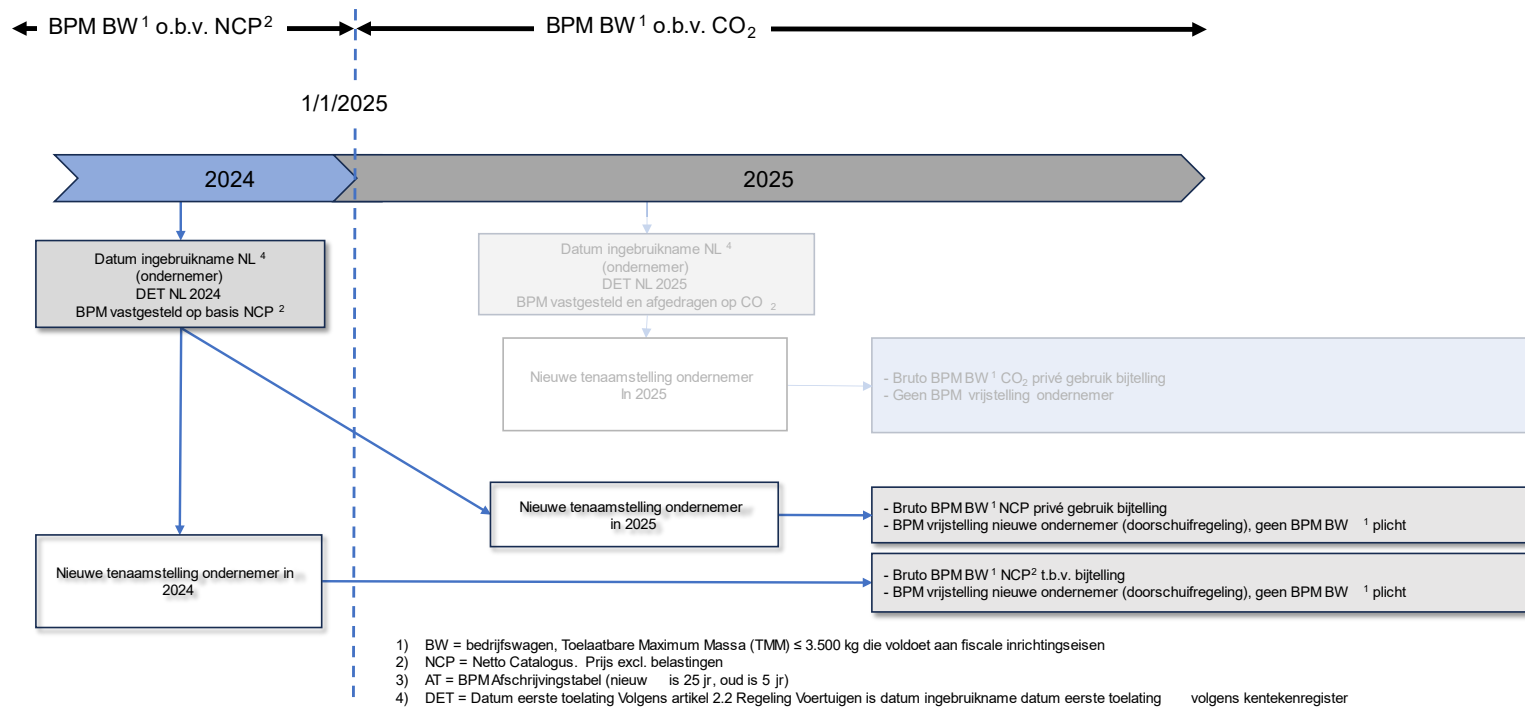 BPM BW ¹ o.b.v. NCP²
BPM BW ¹ o.b.v. CO₂
1/1/2025
2024
2025
Datum ingebruikname NL ⁴
(ondernemer)
DET NL 2024
BPM vastgesteld op basis NCP ²
Datum ingebruikname NL ⁴
(ondernemer)
DET NL 2025
BPM vastgesteld en afgedragen op CO ₂
Nieuwe tenaamstelling ondernemer
In 2025
- Bruto BPM BW ¹ CO₂ privé gebruik bijtelling
- Geen BPM vrijstelling ondernemer
Nieuwe tenaamstelling ondernemer
in 2025
- Bruto BPM BW ¹ NCP privé gebruik bijtelling
- BPM vrijstelling nieuwe ondernemer (doorschuifregeling), geen BPM BW ¹ plicht
Nieuwe tenaamstelling ondernemer in
2024
- Bruto BPM BW ¹ NCP² t.b.v. bijtelling
- BPM vrijstelling nieuwe ondernemer (doorschuifregeling), geen BPM BW ¹ plicht
1) BW = bedrijfswagen, Toelaatbare Maximum Massa (TMM) ≤ 3.500 kg die voldoet aan fiscale inrichtingseisen
2) NCP = Netto Catalogus. Prijs excl. belastingen
3) AT = BPM Afschrijvingstabel (nieuw is 25 jr, oud is 5 jr)
4) DET = Datum eerste toelating Volgens artikel 2.2 Regeling Voertuigen is datum ingebruikname datum eerste toelating volgens kentekenregister